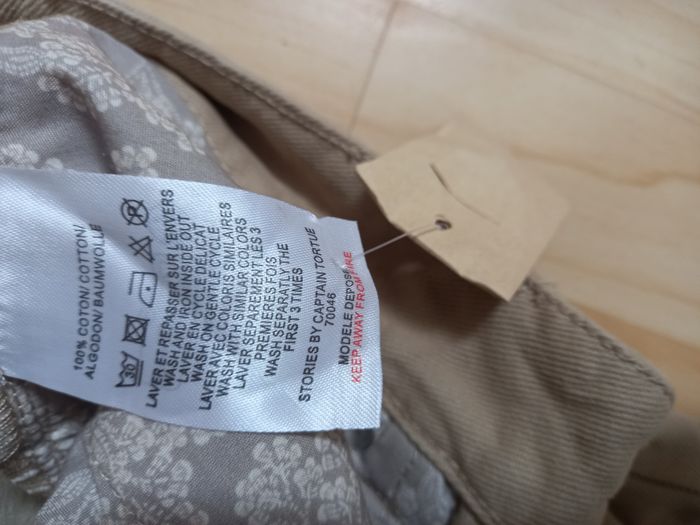 100% COTON/ COTTON/
ALGODON/ BAUMWOLLE
30
LAVER ET REPASSER SUR L'ENVERS
WASH AND IRON INSIDE OUT
LAVER EN CYCLE DELICAT
WASH ON GENTLE CYCLE
LAVER AVEC COLORIS SIMILAIRES
WASH WITH SIMILAR COLORS
LAVER SEPAREMENT LES 3
PREMIERES FOIS
WASH SEPARATLY THE
FIRST 3 TIMES
STORIES BY CAPTAIN TORTUE
70046
MODELE DEPOSE
KEEP AWAY FROM FIRE